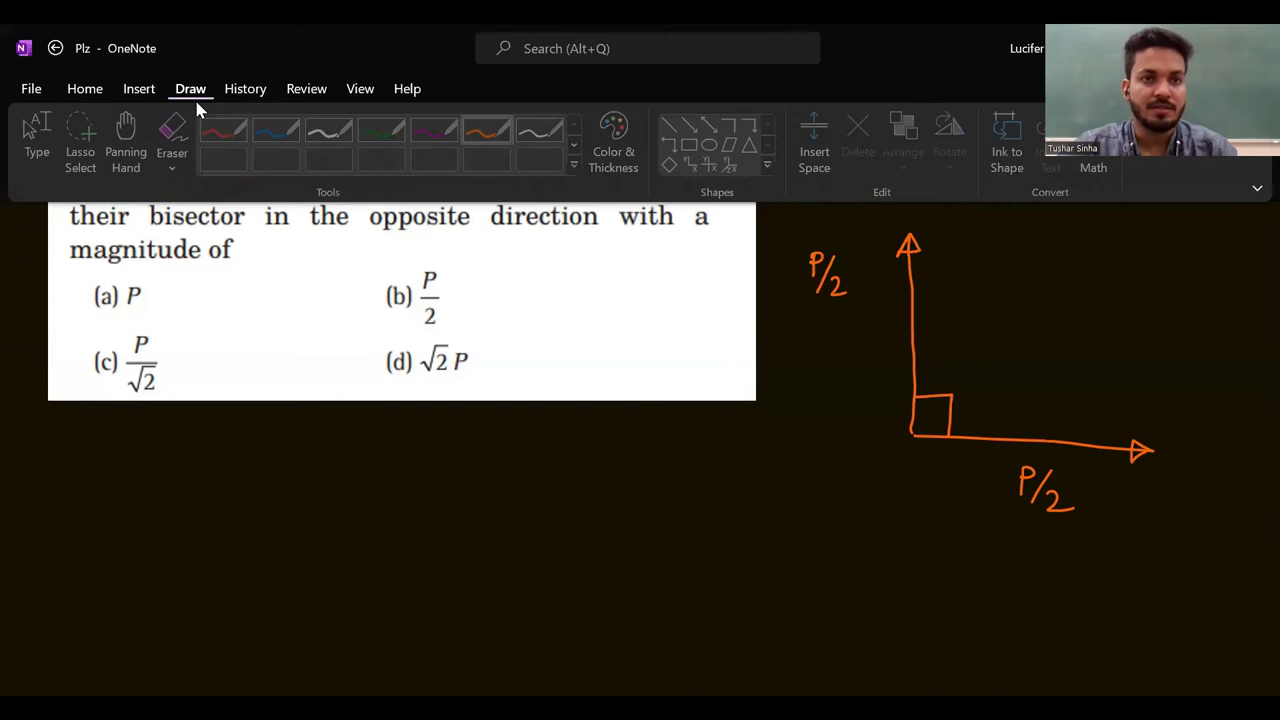 Plz - OneNote
Search (Alt+Q)
Lucifer
File Home Insert Draw History Review View Help
Type
Lasso Select
Panning Hand
Eraser
Color & Thickness
Insert Space
Delete
Arrange
Rotate
Ink to Shape
Math
Tools
Shapes
Edit
Convert
Tushar Sinha
their bisector in the opposite direction with a
magnitude of
(a) P
(b) P/2
(c) P/√2
(d) √2 P
P/2
P/2